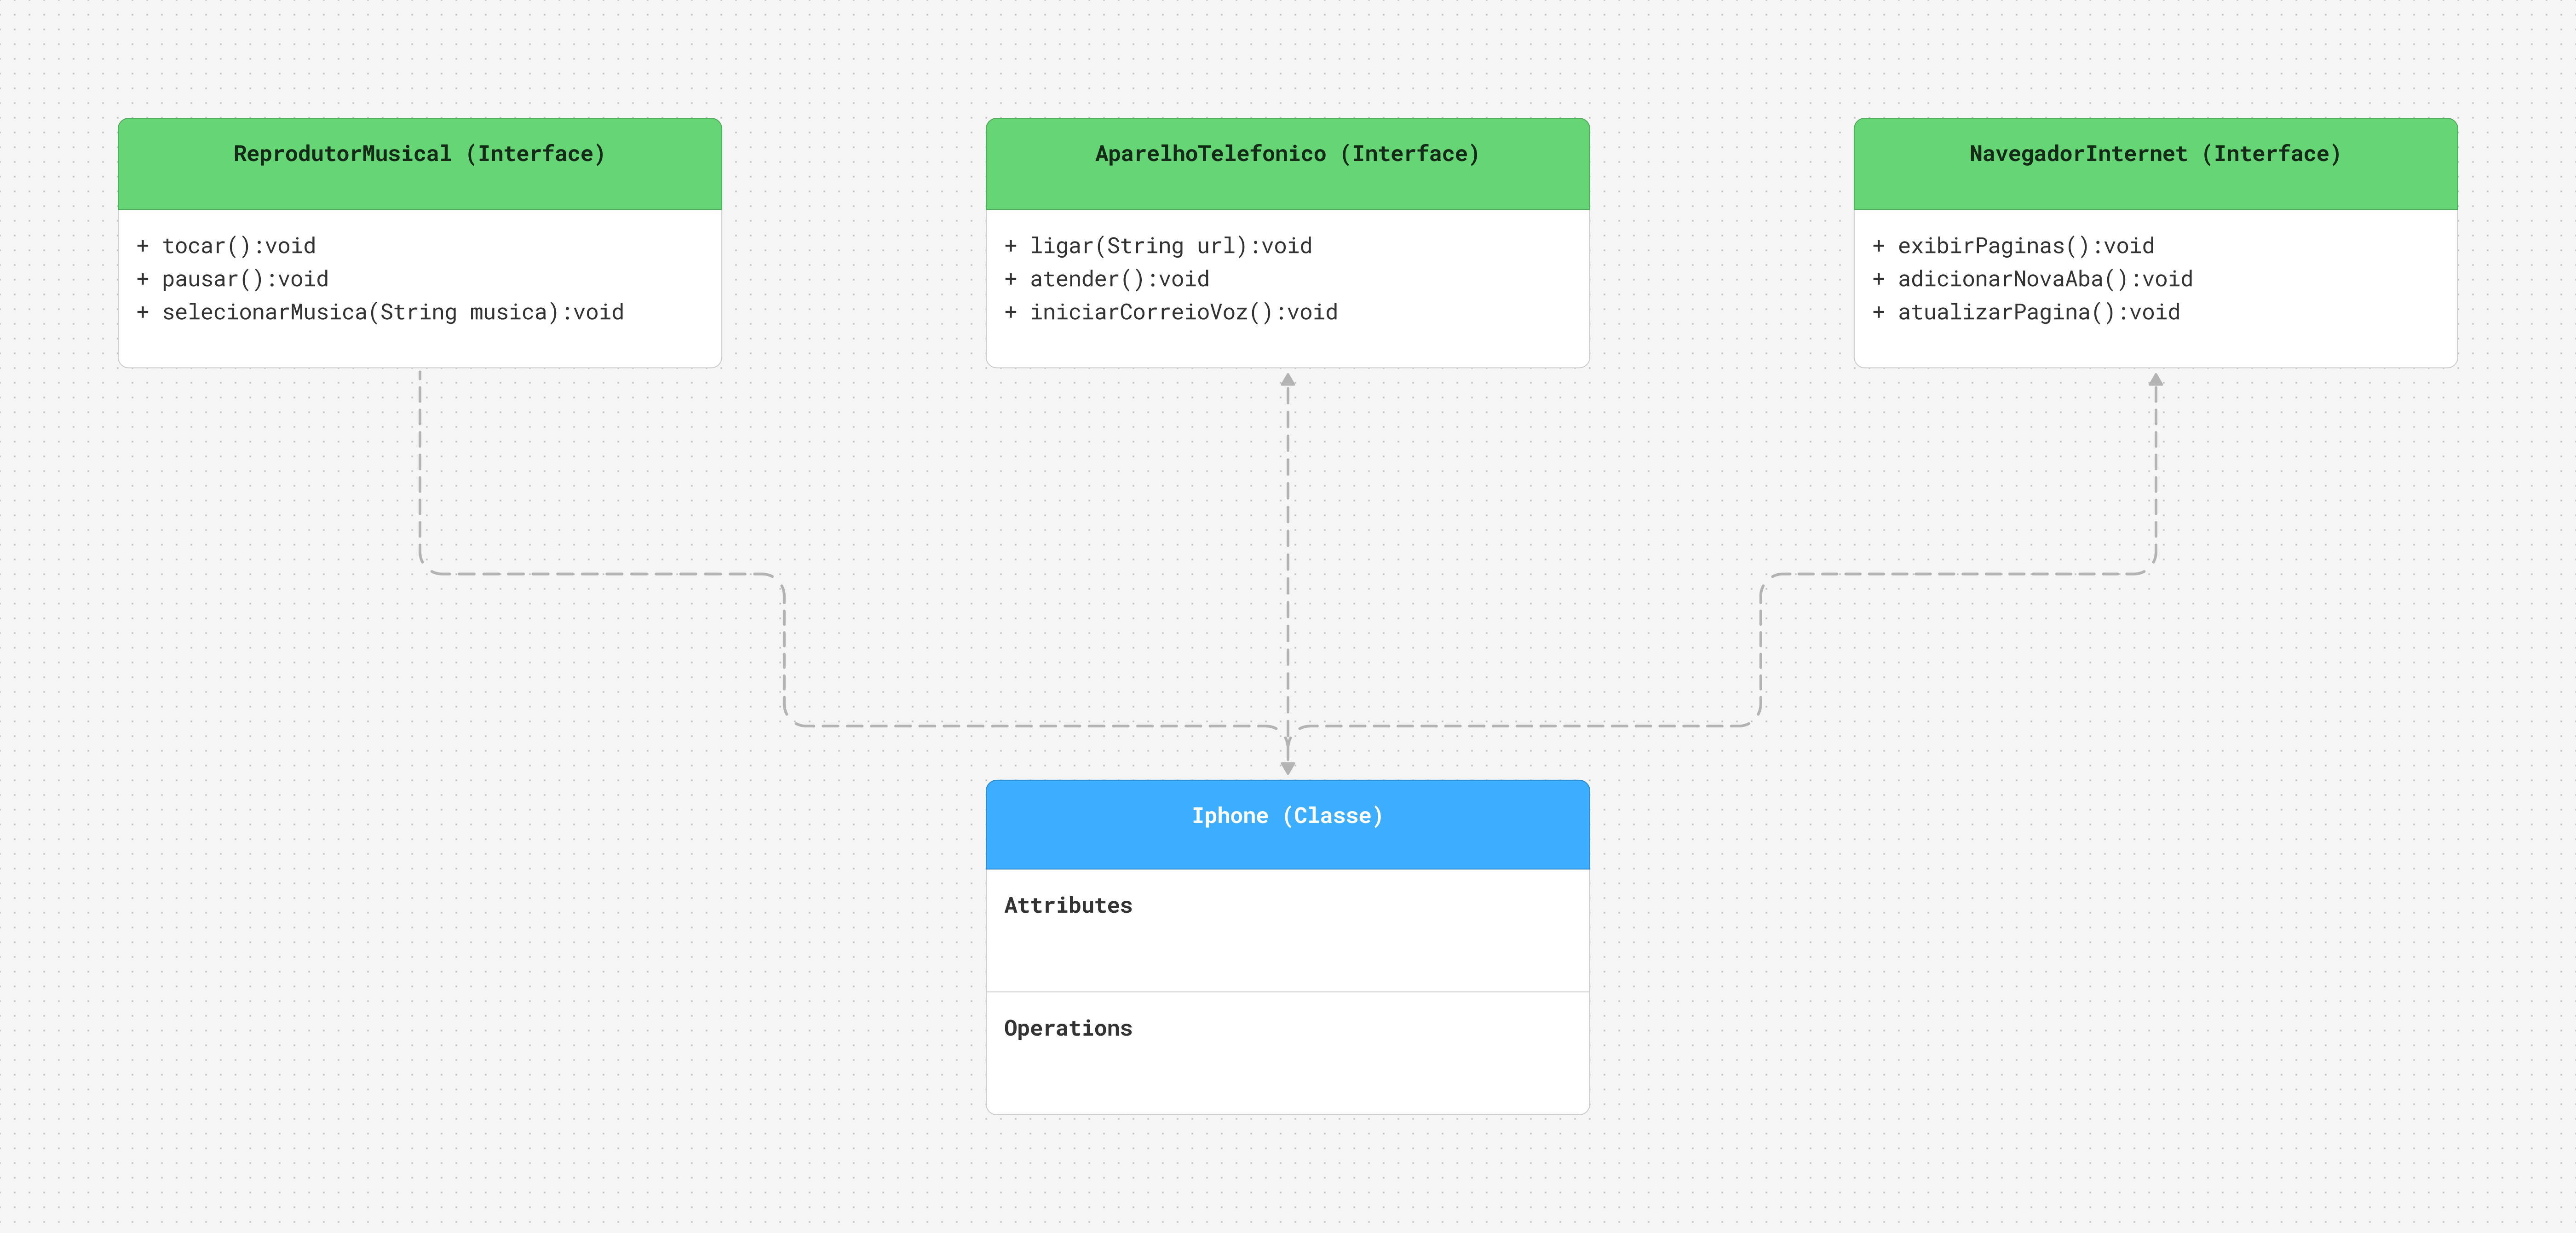 ReprodutorMusical (Interface)
+ tocar():void
+ pausar():void
+ selecionarMusica(String musica):void
AparelhoTelefonico (Interface)
+ ligar(String url):void
+ atender():void
+ iniciarCorreioVoz():void
NavegadorInternet (Interface)
+ exibirPaginas():void
+ adicionarNovaAba():void
+ atualizarPagina():void
Iphone (Classe)
Attributes
Operations